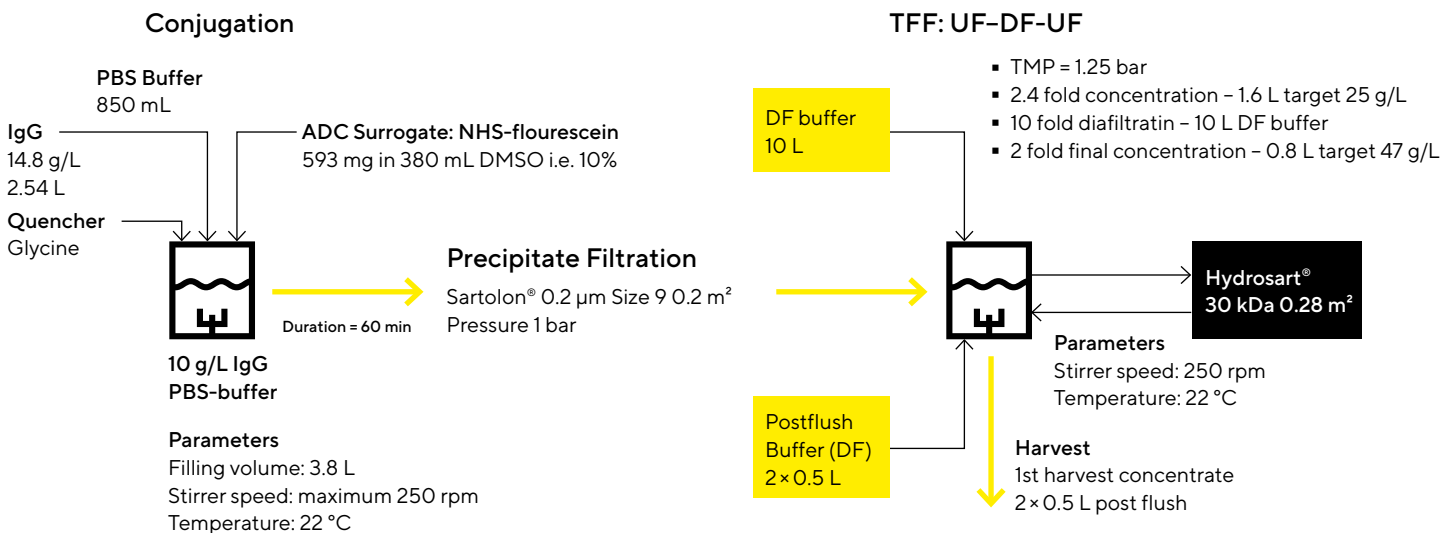 Conjugation
PBS Buffer
850 mL
IgG
14.8 g/L
2.54 L
ADC Surrogate: NHS-flourescein
593 mg in 380 mL DMSO i.e. 10%
Quencher
Glycine
Duration = 60 min
10 g/L IgG
PBS-buffer
Parameters
Filling volume: 3.8 L
Stirrer speed: maximum 250 rpm
Temperature: 22 °C
Precipitate Filtration
Sartolon® 0.2 µm Size 9 0.2 m²
Pressure 1 bar
TFF: UF–DF-UF
▪ TMP = 1.25 bar
▪ 2.4 fold concentration – 1.6 L target 25 g/L
▪ 10 fold diafiltratin – 10 L DF buffer
▪ 2 fold final concentration – 0.8 L target 47 g/L
DF buffer
10 L
Hydrosart®
30 kDa 0.28 m²
Parameters
Stirrer speed: 250 rpm
Temperature: 22 °C
Postflush
Buffer (DF)
2 × 0.5 L
Harvest
1st harvest concentrate
2 × 0.5 L post flush